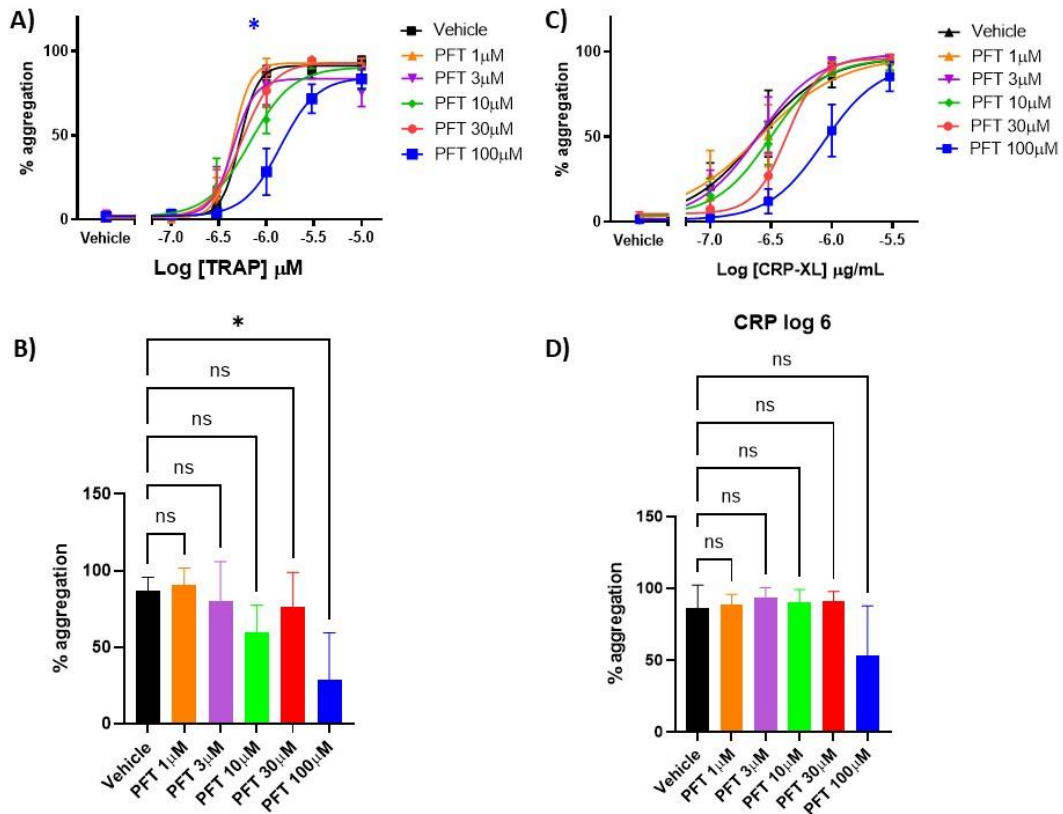 A)
*
% aggregation
100
50
0
Vehicle
-7.0
-6.5
-6.0
-5.5
-5.0
Log [TRAP] μM
Vehicle
PFT 1μM
PFT 3μM
PFT 10μM
PFT 30μM
PFT 100μM
C)
% aggregation
100
50
0
Vehicle
-7.0
-6.5
-6.0
-5.5
Log [CRP-XL] μg/mL
Vehicle
PFT 1μM
PFT 3μM
PFT 10μM
PFT 30μM
PFT 100μM
B)
*
ns
ns
ns
ns
% aggregation
150
100
50
0
Vehicle
PFT 1μM
PFT 3μM
PFT 10μM
PFT 30μM
PFT 100μM
CRP log 6
D)
ns
ns
ns
ns
ns
% aggregation
150
100
50
0
Vehicle
PFT 1μM
PFT 3μM
PFT 10μM
PFT 30μM
PFT 100μM